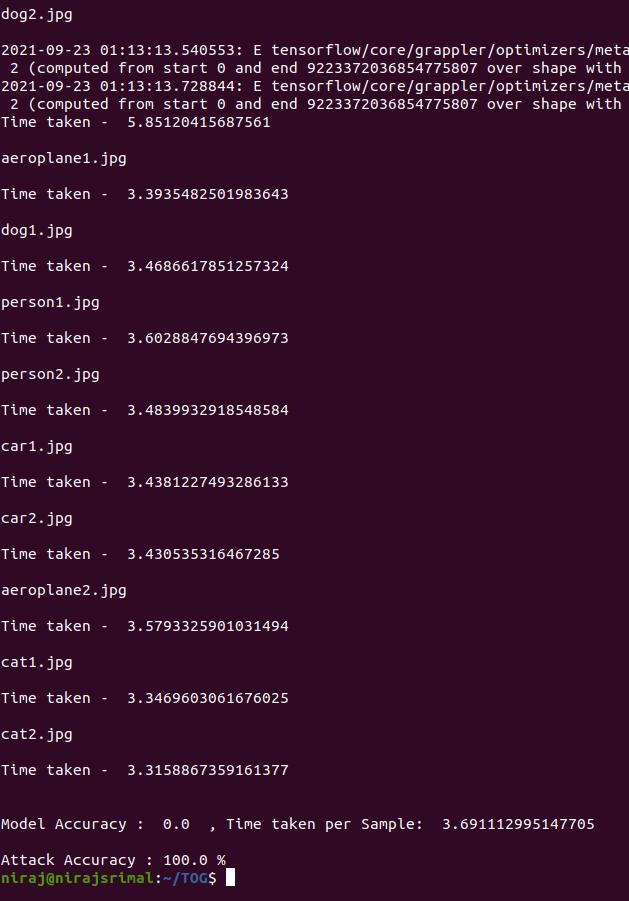 dog2.jpg
2021-09-23 01:13:13.540553: E tensorflow/core/grappler/optimizers/meta
2 (computed from start 0 and end 9223372036854775807 over shape with
2021-09-23 01:13:13.728844: E tensorflow/core/grappler/optimizers/meta
2 (computed from start 0 and end 9223372036854775807 over shape with
Time taken -  5.85120415687561
aeroplane1.jpg
Time taken -  3.3935482501983643
dog1.jpg
Time taken -  3.4686617851257324
person1.jpg
Time taken -  3.6028847694396973
person2.jpg
Time taken -  3.4839932918548584
car1.jpg
Time taken -  3.4381227493286133
car2.jpg
Time taken -  3.430535316467285
aeroplane2.jpg
Time taken -  3.5793325901031494
cat1.jpg
Time taken -  3.3469603061676025
cat2.jpg
Time taken -  3.3158867359161377
Model Accuracy :  0.0  , Time taken per Sample:  3.691112995147705
Attack Accuracy : 100.0 %
niraj@nirajsrimal:~/TOG$